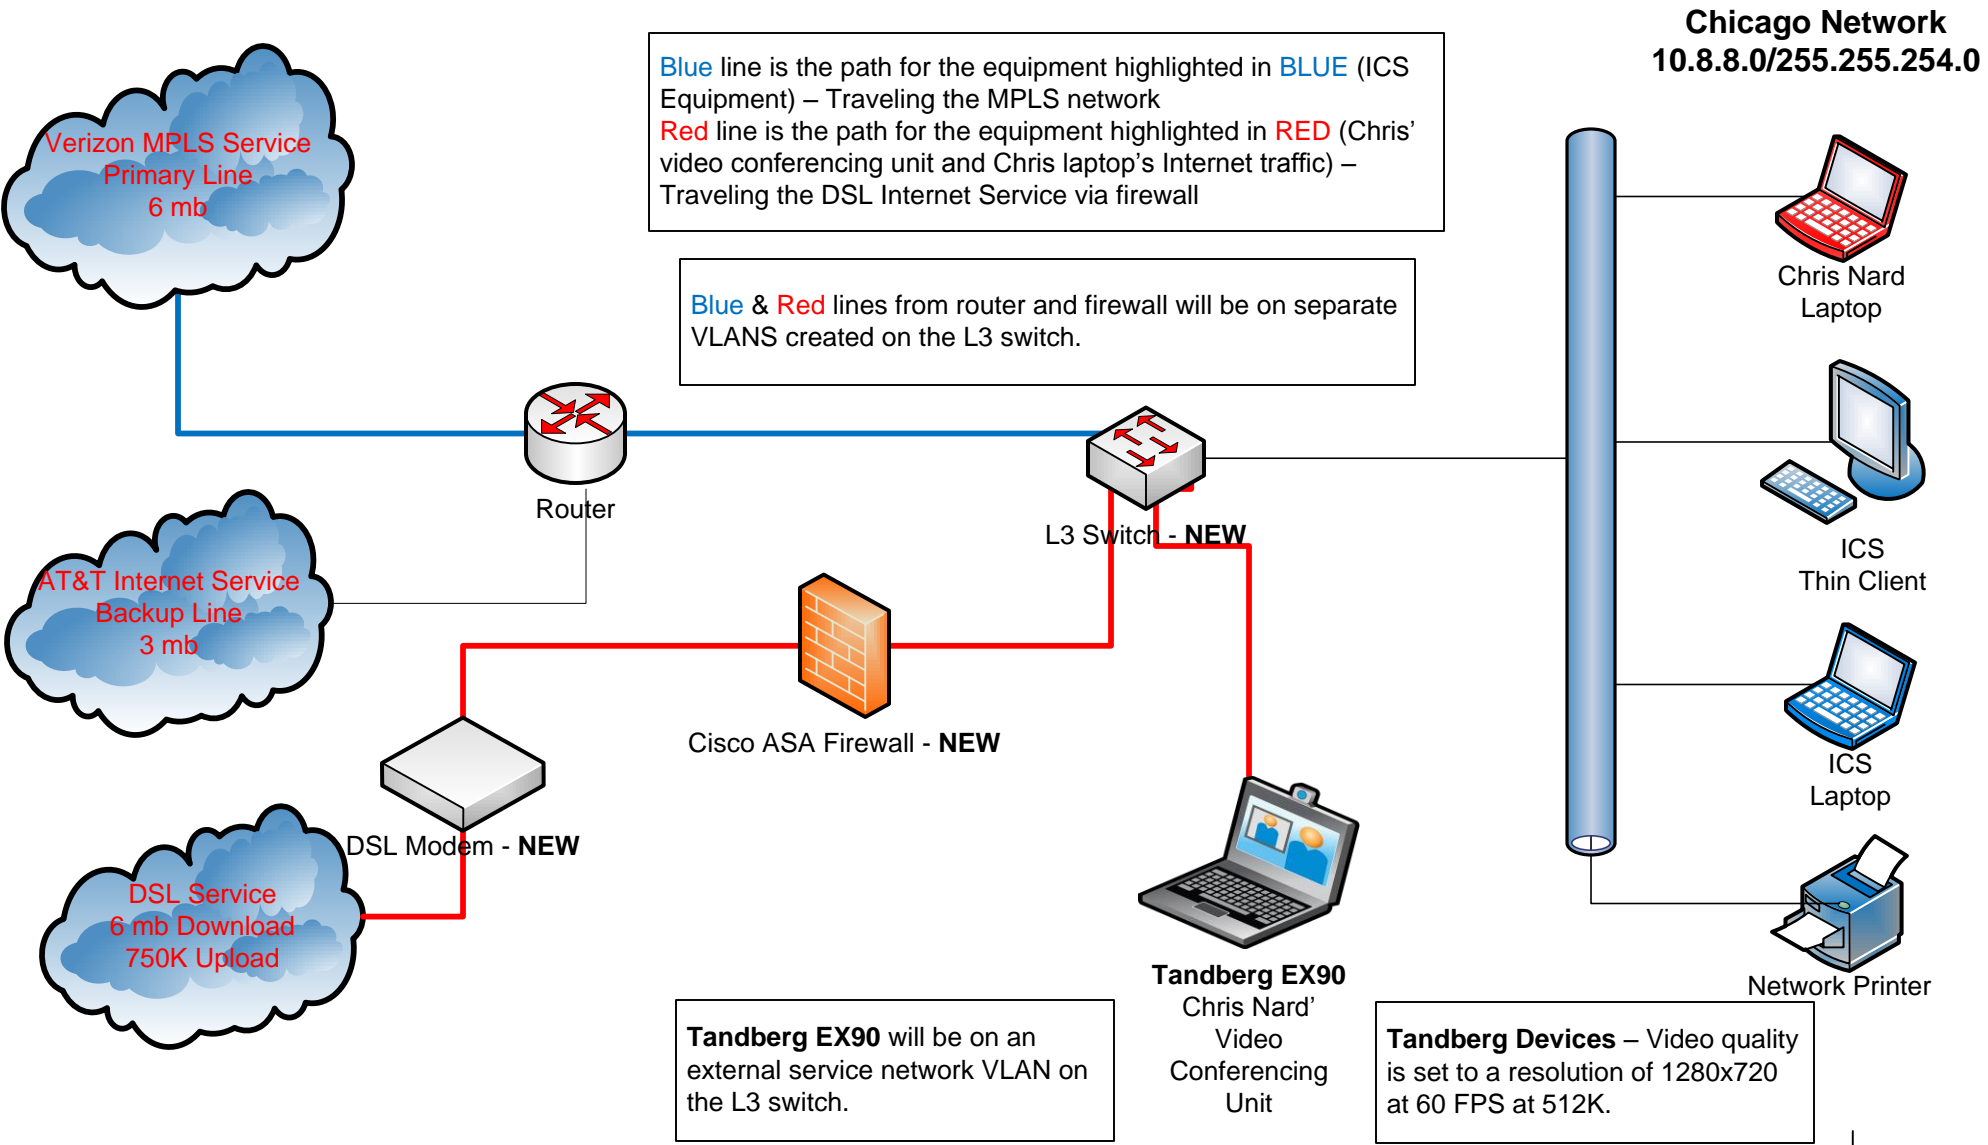 Chicago Network
10.8.8.0/255.255.254.0
Blue line is the path for the equipment highlighted in BLUE (ICS
Equipment) – Traveling the MPLS network
Red line is the path for the equipment highlighted in RED (Chris’
video conferencing unit and Chris laptop’s Internet traffic) –
Traveling the DSL Internet Service via firewall
Verizon MPLS Service
Primary Line
6 mb
Blue & Red lines from router and firewall will be on separate
VLANS created on the L3 switch.
Chris Nard
Laptop
Router
L3 Switch - NEW
ICS
Thin Client
AT&T Internet Service
Backup Line
3 mb
Cisco ASA Firewall - NEW
ICS
Laptop
DSL Modem - NEW
DSL Service
6 mb Download
750K Upload
Tandberg EX90
Chris Nard’
Video
Conferencing
Unit
Network Printer
Tandberg EX90 will be on an
external service network VLAN on
the L3 switch.
Tandberg Devices – Video quality
is set to a resolution of 1280x720
at 60 FPS at 512K.